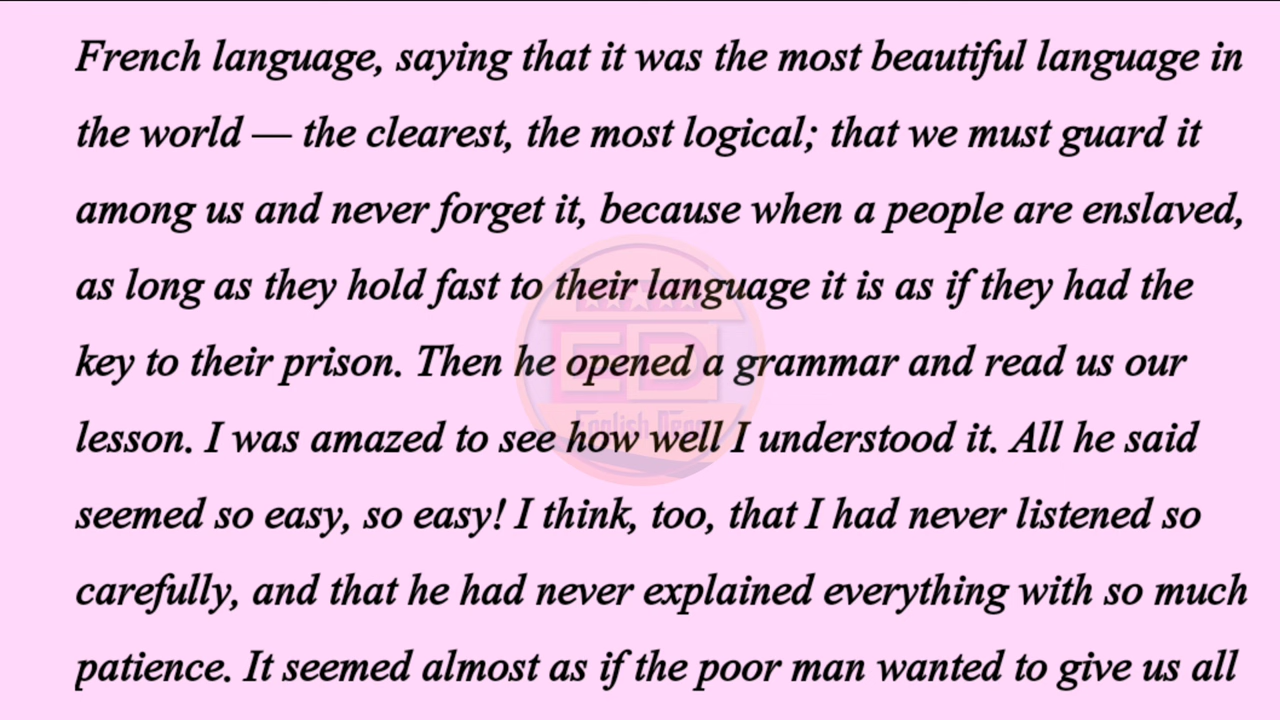 French language, saying that it was the most beautiful language in
the world — the clearest, the most logical; that we must guard it
among us and never forget it, because when a people are enslaved,
as long as they hold fast to their language it is as if they had the
key to their prison. Then he opened a grammar and read us our
lesson. I was amazed to see how well I understood it. All he said
seemed so easy, so easy! I think, too, that I had never listened so
carefully, and that he had never explained everything with so much
patience. It seemed almost as if the poor man wanted to give us all
ED
English